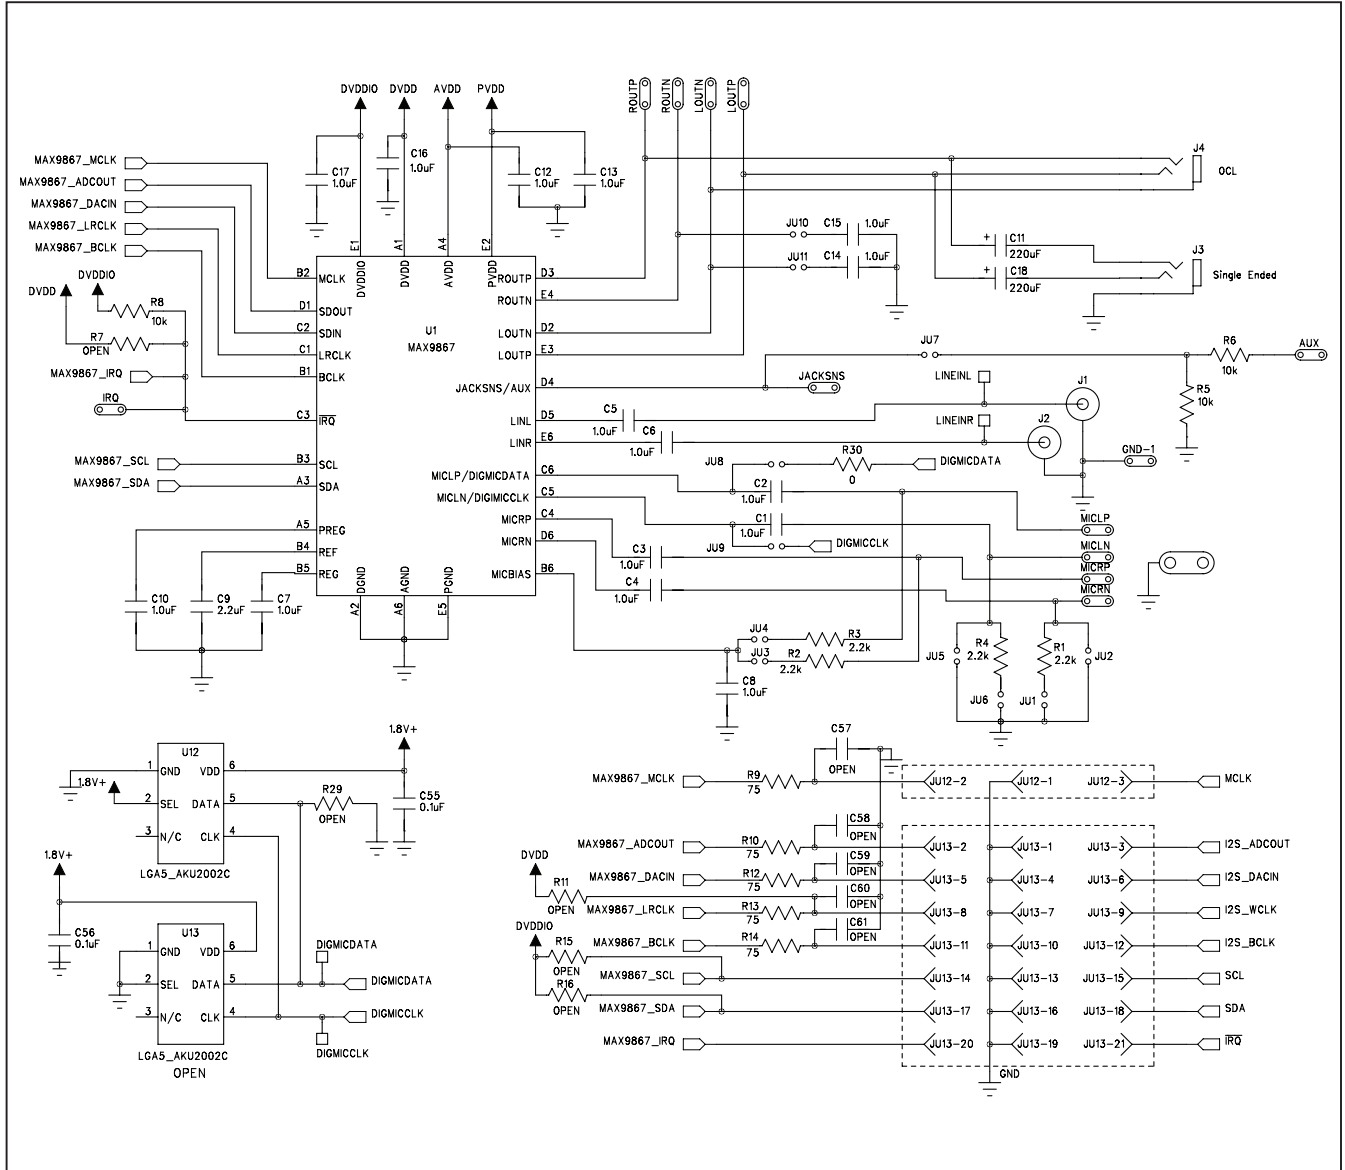 DVDDIO DVDD AVDD PVDD
ROUTP ROUTN LOUTN LOUTP
C17 1.0uF
C16 1.0uF
C12 1.0uF
C13 1.0uF
J4
OCL
MAX9867_MCLK
MAX9867_ADCOUT
MAX9867_DACIN
MAX9867_LRCLK
MAX9867_BCLK
JU10 C15 1.0uF
JU11 C14 1.0uF
C11 220uF
C18 220uF
+
+
J3
Single Ended
DVDDIO
DVDD
R8 10k
R7 OPEN
MAX9867_IRQ
IRQ
MAX9867_SCL
MAX9867_SDA
E1 A1 A4 E2
DVDDIO DVDD AVDD PVDD
B2 MCLK
D1 SDOUT
C2 SDIN
C1 LRCLK
B1 BCLK
C3 IRQ
B3 SCL
A3 SDA
A5 PREG
B4 REF
B5 REG
U1
MAX9867
ROUTP D3
ROUTN E4
LOUTN D2
LOUTP E3
JACKSNS/AUX D4
LINL D5
LINR E6
MICLP/DIGMICDATA C6
MICLN/DIGIMICCLK C5
MICRP C4
MICRN D6
MICBIAS B6
DGND AGND PGND
A2 A6 E5
C10 1.0uF
C9 2.2uF
C7 1.0uF
JU7
R6 10k
AUX
R5 10k
JACKSNS
LINEINL
J1
LINEINR
J2
GND-1
C5 1.0uF
C6 1.0uF
JU8
R30 0
DIGMICDATA
C2 1.0uF
C1 1.0uF
JU9
DIGMICCLK
C3 1.0uF
C4 1.0uF
MICLP
MICLN
MICRP
MICRN
JU4 R3 2.2k
JU3 R2 2.2k
C8 1.0uF
JU5
R4 2.2k
R1 2.2k
JU2
JU6 JU1
1.8V+
U12
1 GND VDD 6
1.8V+
2 SEL DATA 5
3 N/C CLK 4
LGA5_AKU2002C
R29 OPEN
C55 0.1uF
1.8V+
C56 0.1uF
U13
1 GND VDD 6
2 SEL DATA 5
3 N/C CLK 4
LGA5_AKU2002C
OPEN
DIGMICDATA
DIGMICDATA
DIGMICCLK
DIGMICCLK
C57
OPEN
MAX9867_MCLK R9 75 JU12-2 JU12-1 JU12-3 MCLK
C58 OPEN
MAX9867_ADCOUT R10 75 JU13-2 JU13-1 JU13-3 I2S_ADCOUT
DVDD
C59 OPEN
MAX9867_DACIN R12 75 JU13-5 JU13-4 JU13-6 I2S_DACIN
R11 OPEN
C60 OPEN
MAX9867_LRCLK R13 75 JU13-8 JU13-7 JU13-9 I2S_WCLK
DVDDIO
C61 OPEN
MAX9867_BCLK R14 75 JU13-11 JU13-10 JU13-12 I2S_BCLK
R15 OPEN
MAX9867_SCL JU13-14 JU13-13 JU13-15 SCL
R16 OPEN
MAX9867_SDA JU13-17 JU13-16 JU13-18 SDA
MAX9867_IRQ JU13-20 JU13-19 JU13-21 IRQ
GND